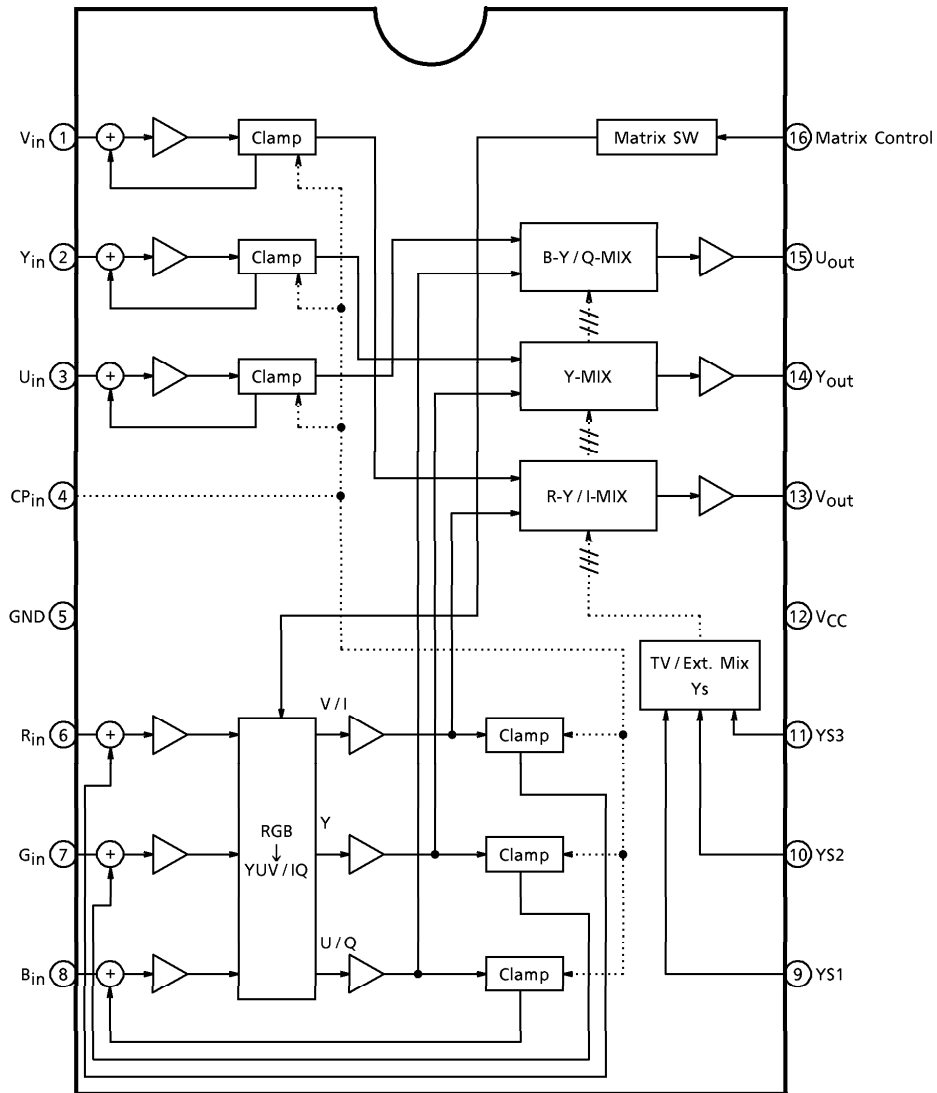 Vin 1
+
Clamp
Matrix SW
16 Matrix Control
Yin 2
+
Clamp
B-Y / Q-MIX
15 Uout
Uin 3
+
Clamp
Y-MIX
14 Yout
CPin 4
R-Y / I-MIX
13 Vout
GND 5
12 VCC
TV / Ext. Mix
Ys
V / I
Rin 6
+
Clamp
11 YS3
Y
RGB
↓
YUV / IQ
Gin 7
+
Clamp
10 YS2
U / Q
Bin 8
+
Clamp
9 YS1